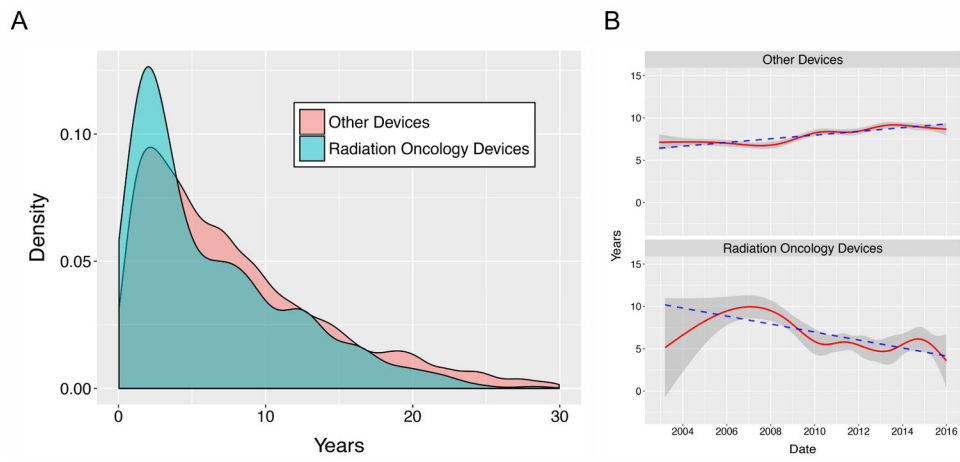 A
B
0.10
0.05
0.00
Density
Other Devices
Radiation Oncology Devices
0
10
20
30
Years
Other Devices
15
10
5
0
Years
Radiation Oncology Devices
15
10
5
0
2004
2006
2008
2010
2012
2014
2016
Date